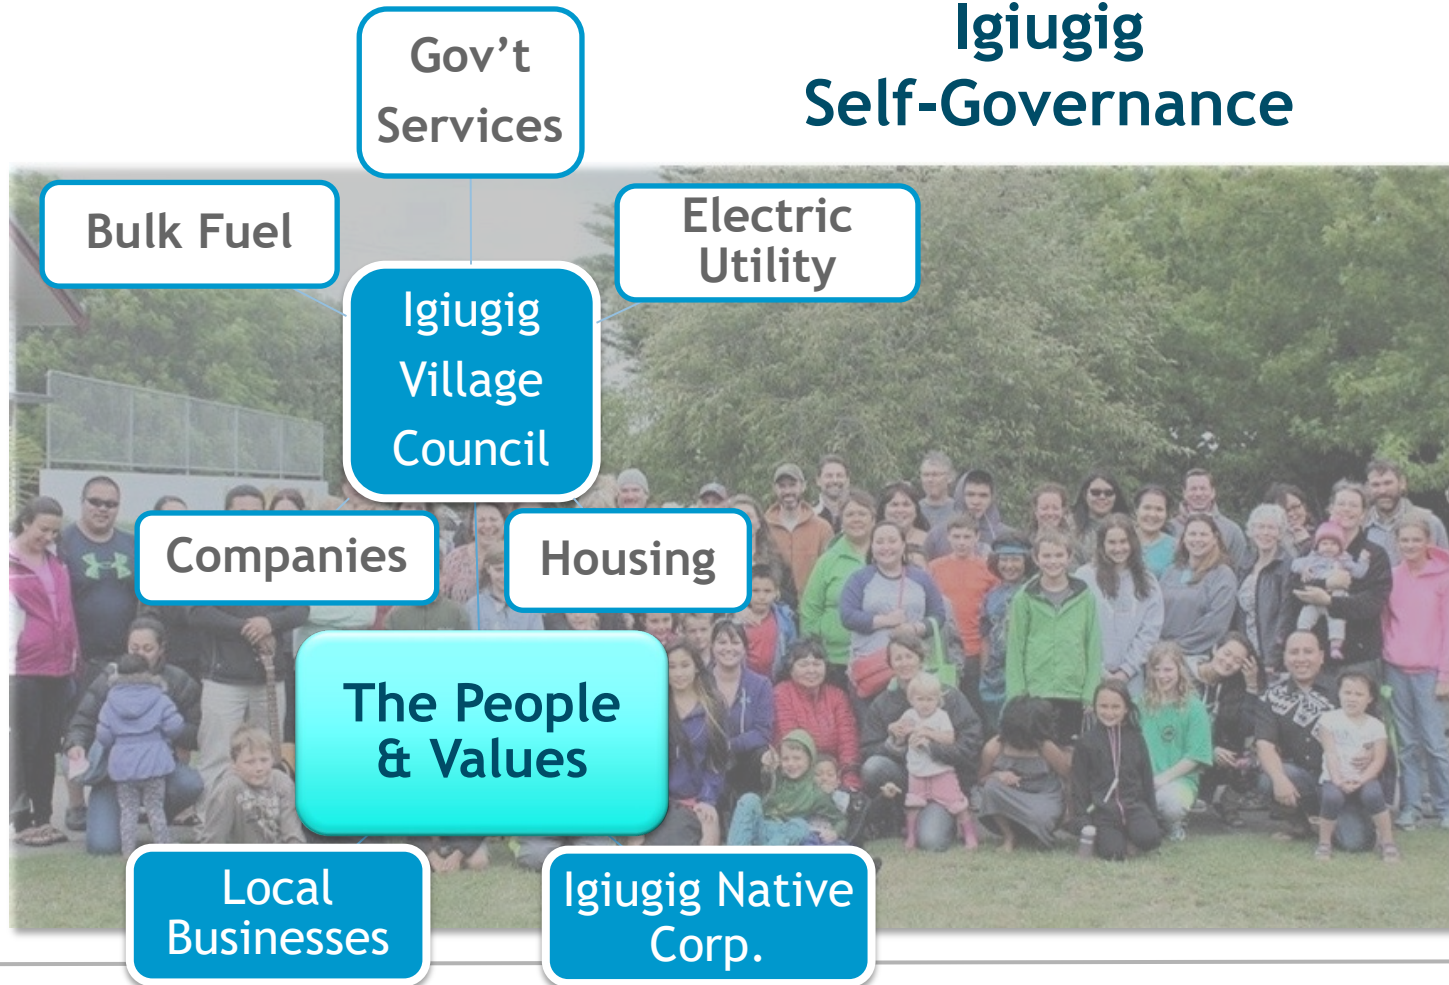 Igiugig
Self-Governance
Gov’t
Services
Bulk Fuel
Electric
Utility
Igiugig
Village
Council
Companies
Housing
The People
& Values
Local
Businesses
Igiugig Native
Corp.